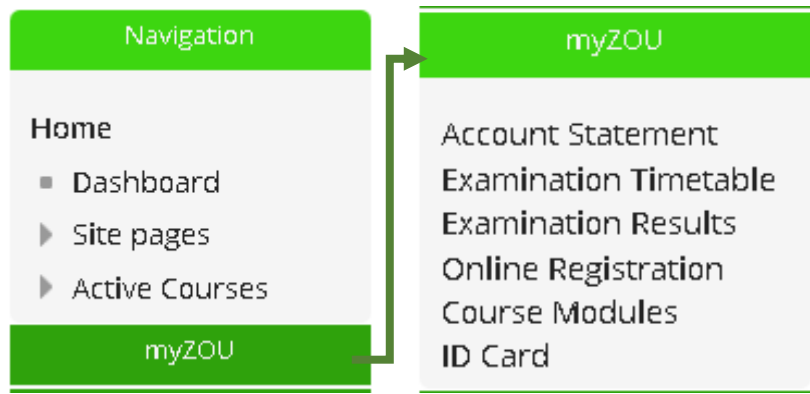 Navigation
Home
Dashboard
Site pages
Active Courses
myZOU
myZOU
Account Statement
Examination Timetable
Examination Results
Online Registration
Course Modules
ID Card